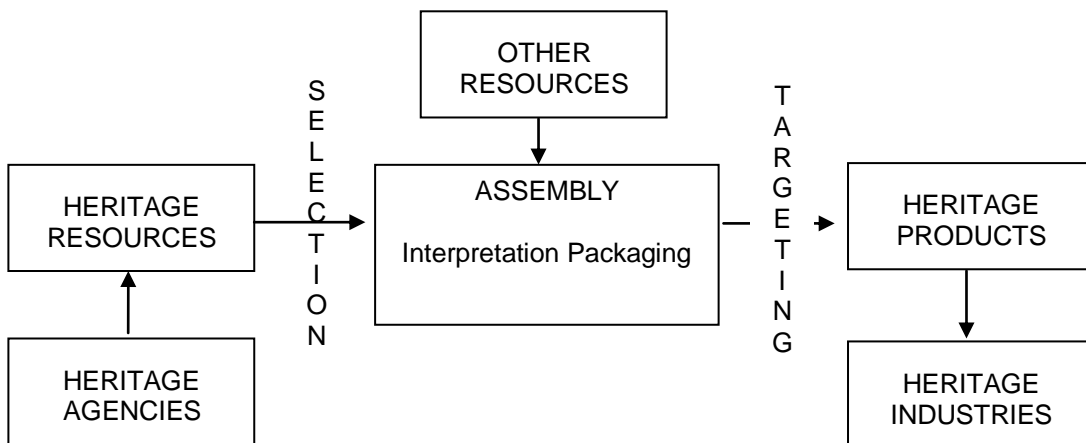 OTHER
RESOURCES
SELECTION
TARGETING
HERITAGE
RESOURCES
ASSEMBLY
Interpretation Packaging
HERITAGE
PRODUCTS
HERITAGE
AGENCIES
HERITAGE
INDUSTRIES